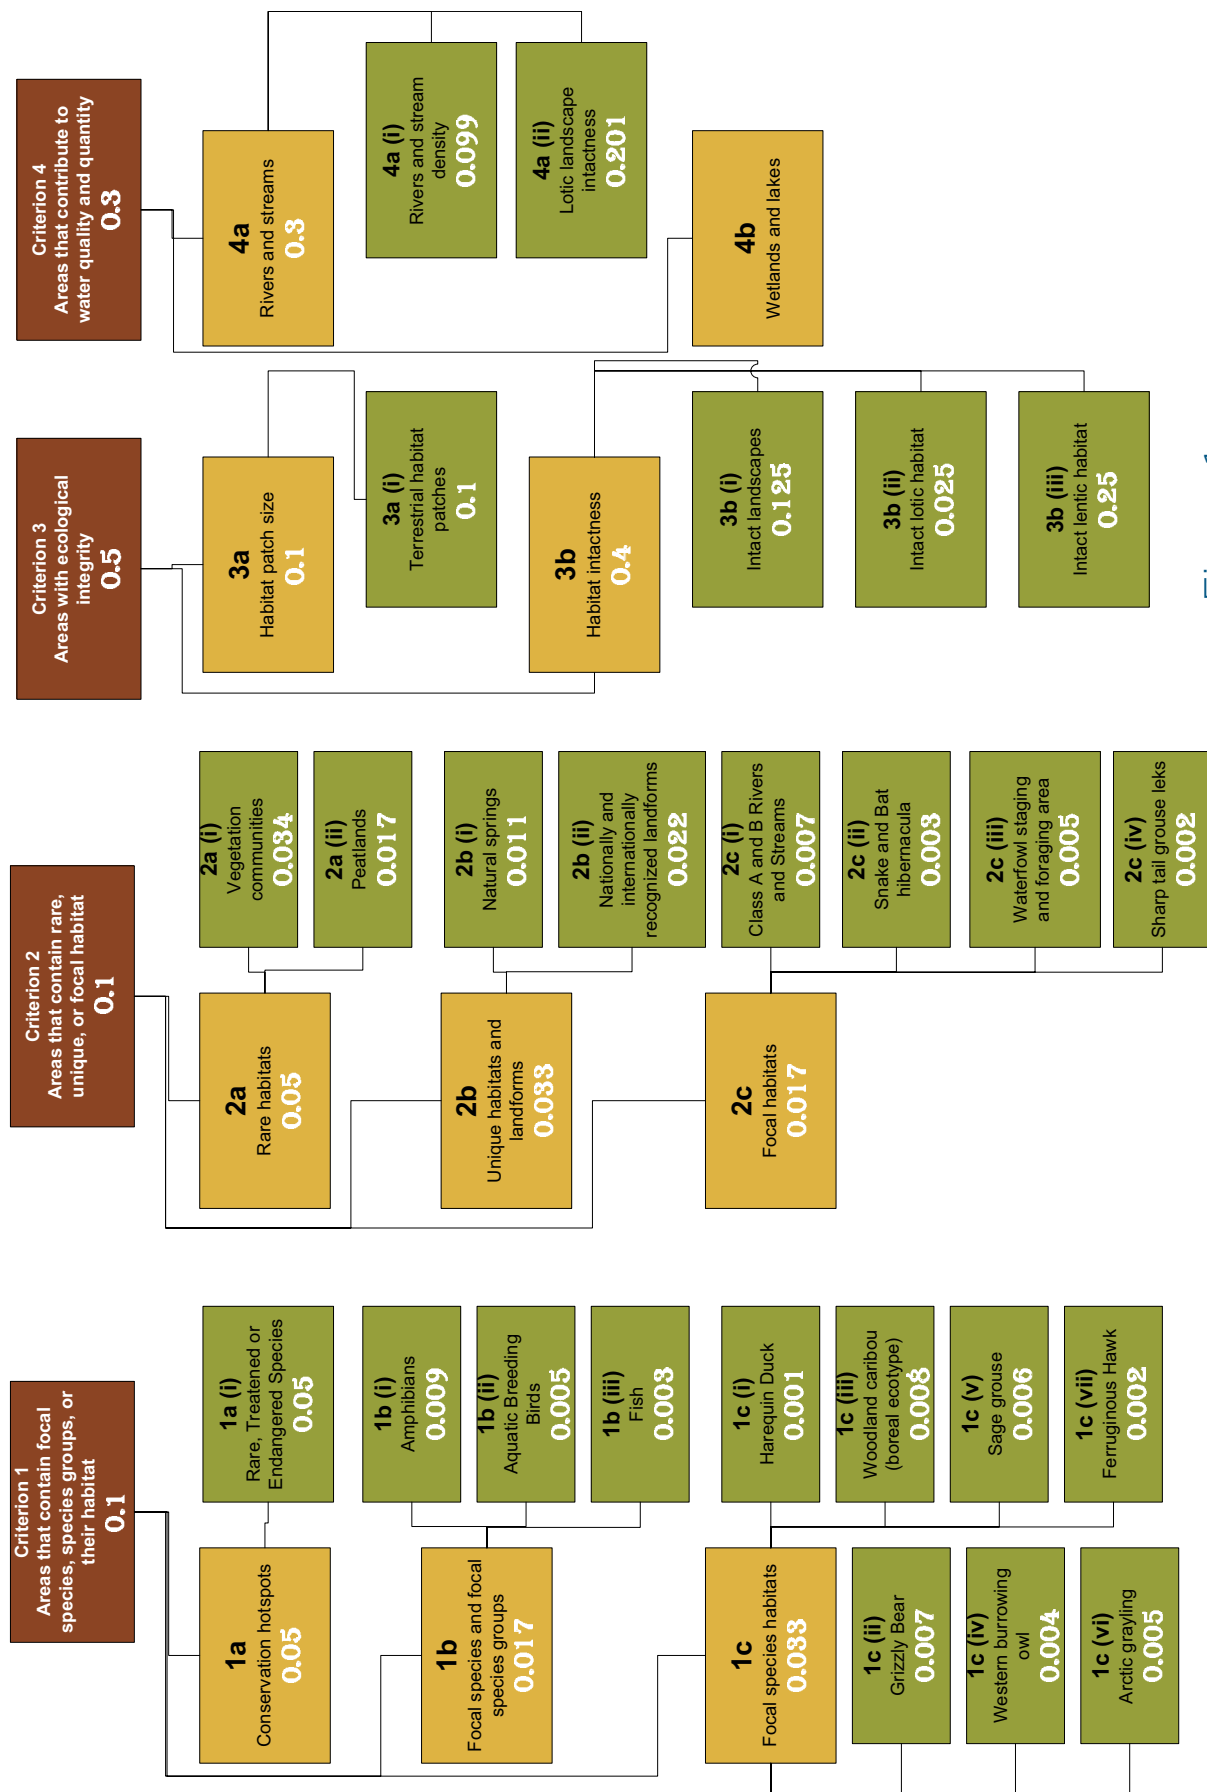 Criterion 1
Areas that contain focal
species, species groups, or
their habitat
0.1
1a
Conservation hotspots
0.05
1a (i)
Rare, Treatened or
Endangered Species
0.05
1b
Focal species and focal
species groups
0.017
1b (i)
Amphibians
0.009
1b (ii)
Aquatic Breeding
Birds
0.005
1b (iii)
Fish
0.003
1c
Focal species habitats
0.033
1c (i)
Harequin Duck
0.001
1c (ii)
Grizzly Bear
0.007
1c (iii)
Woodland caribou
(boreal ecotype)
0.008
1c (iv)
Western burrowing
owl
0.004
1c (v)
Sage grouse
0.006
1c (vi)
Arctic grayling
0.005
1c (vii)
Ferruginous Hawk
0.002
Criterion 2
Areas that contain rare,
unique, or focal habitat
0.1
2a
Rare habitats
0.05
2a (i)
Vegetation
communities
0.034
2a (ii)
Peatlands
0.017
2b
Unique habitats and
landforms
0.033
2b (i)
Natural springs
0.011
2b (ii)
Nationally and
internationally
recognized landforms
0.022
2c
Focal habitats
0.017
2c (i)
Class A and B Rivers
and Streams
0.007
2c (ii)
Snake and Bat
hibernacula
0.003
2c (iii)
Waterfowl staging
and foraging area
0.005
2c (iv)
Sharp tail grouse leks
0.002
Criterion 3
Areas with ecological
integrity
0.5
3a
Habitat patch size
0.1
3a (i)
Terrestrial habitat
patches
0.1
3b
Habitat intactness
0.4
3b (i)
Intact landscapes
0.125
3b (ii)
Intact lotic habitat
0.025
3b (iii)
Intact lentic habitat
0.25
Criterion 4
Areas that contribute to
water quality and quantity
0.3
4a
Rivers and streams
0.3
4a (i)
Rivers and stream
density
0.099
4a (ii)
Lotic landscape
intactness
0.201
4b
Wetlands and lakes